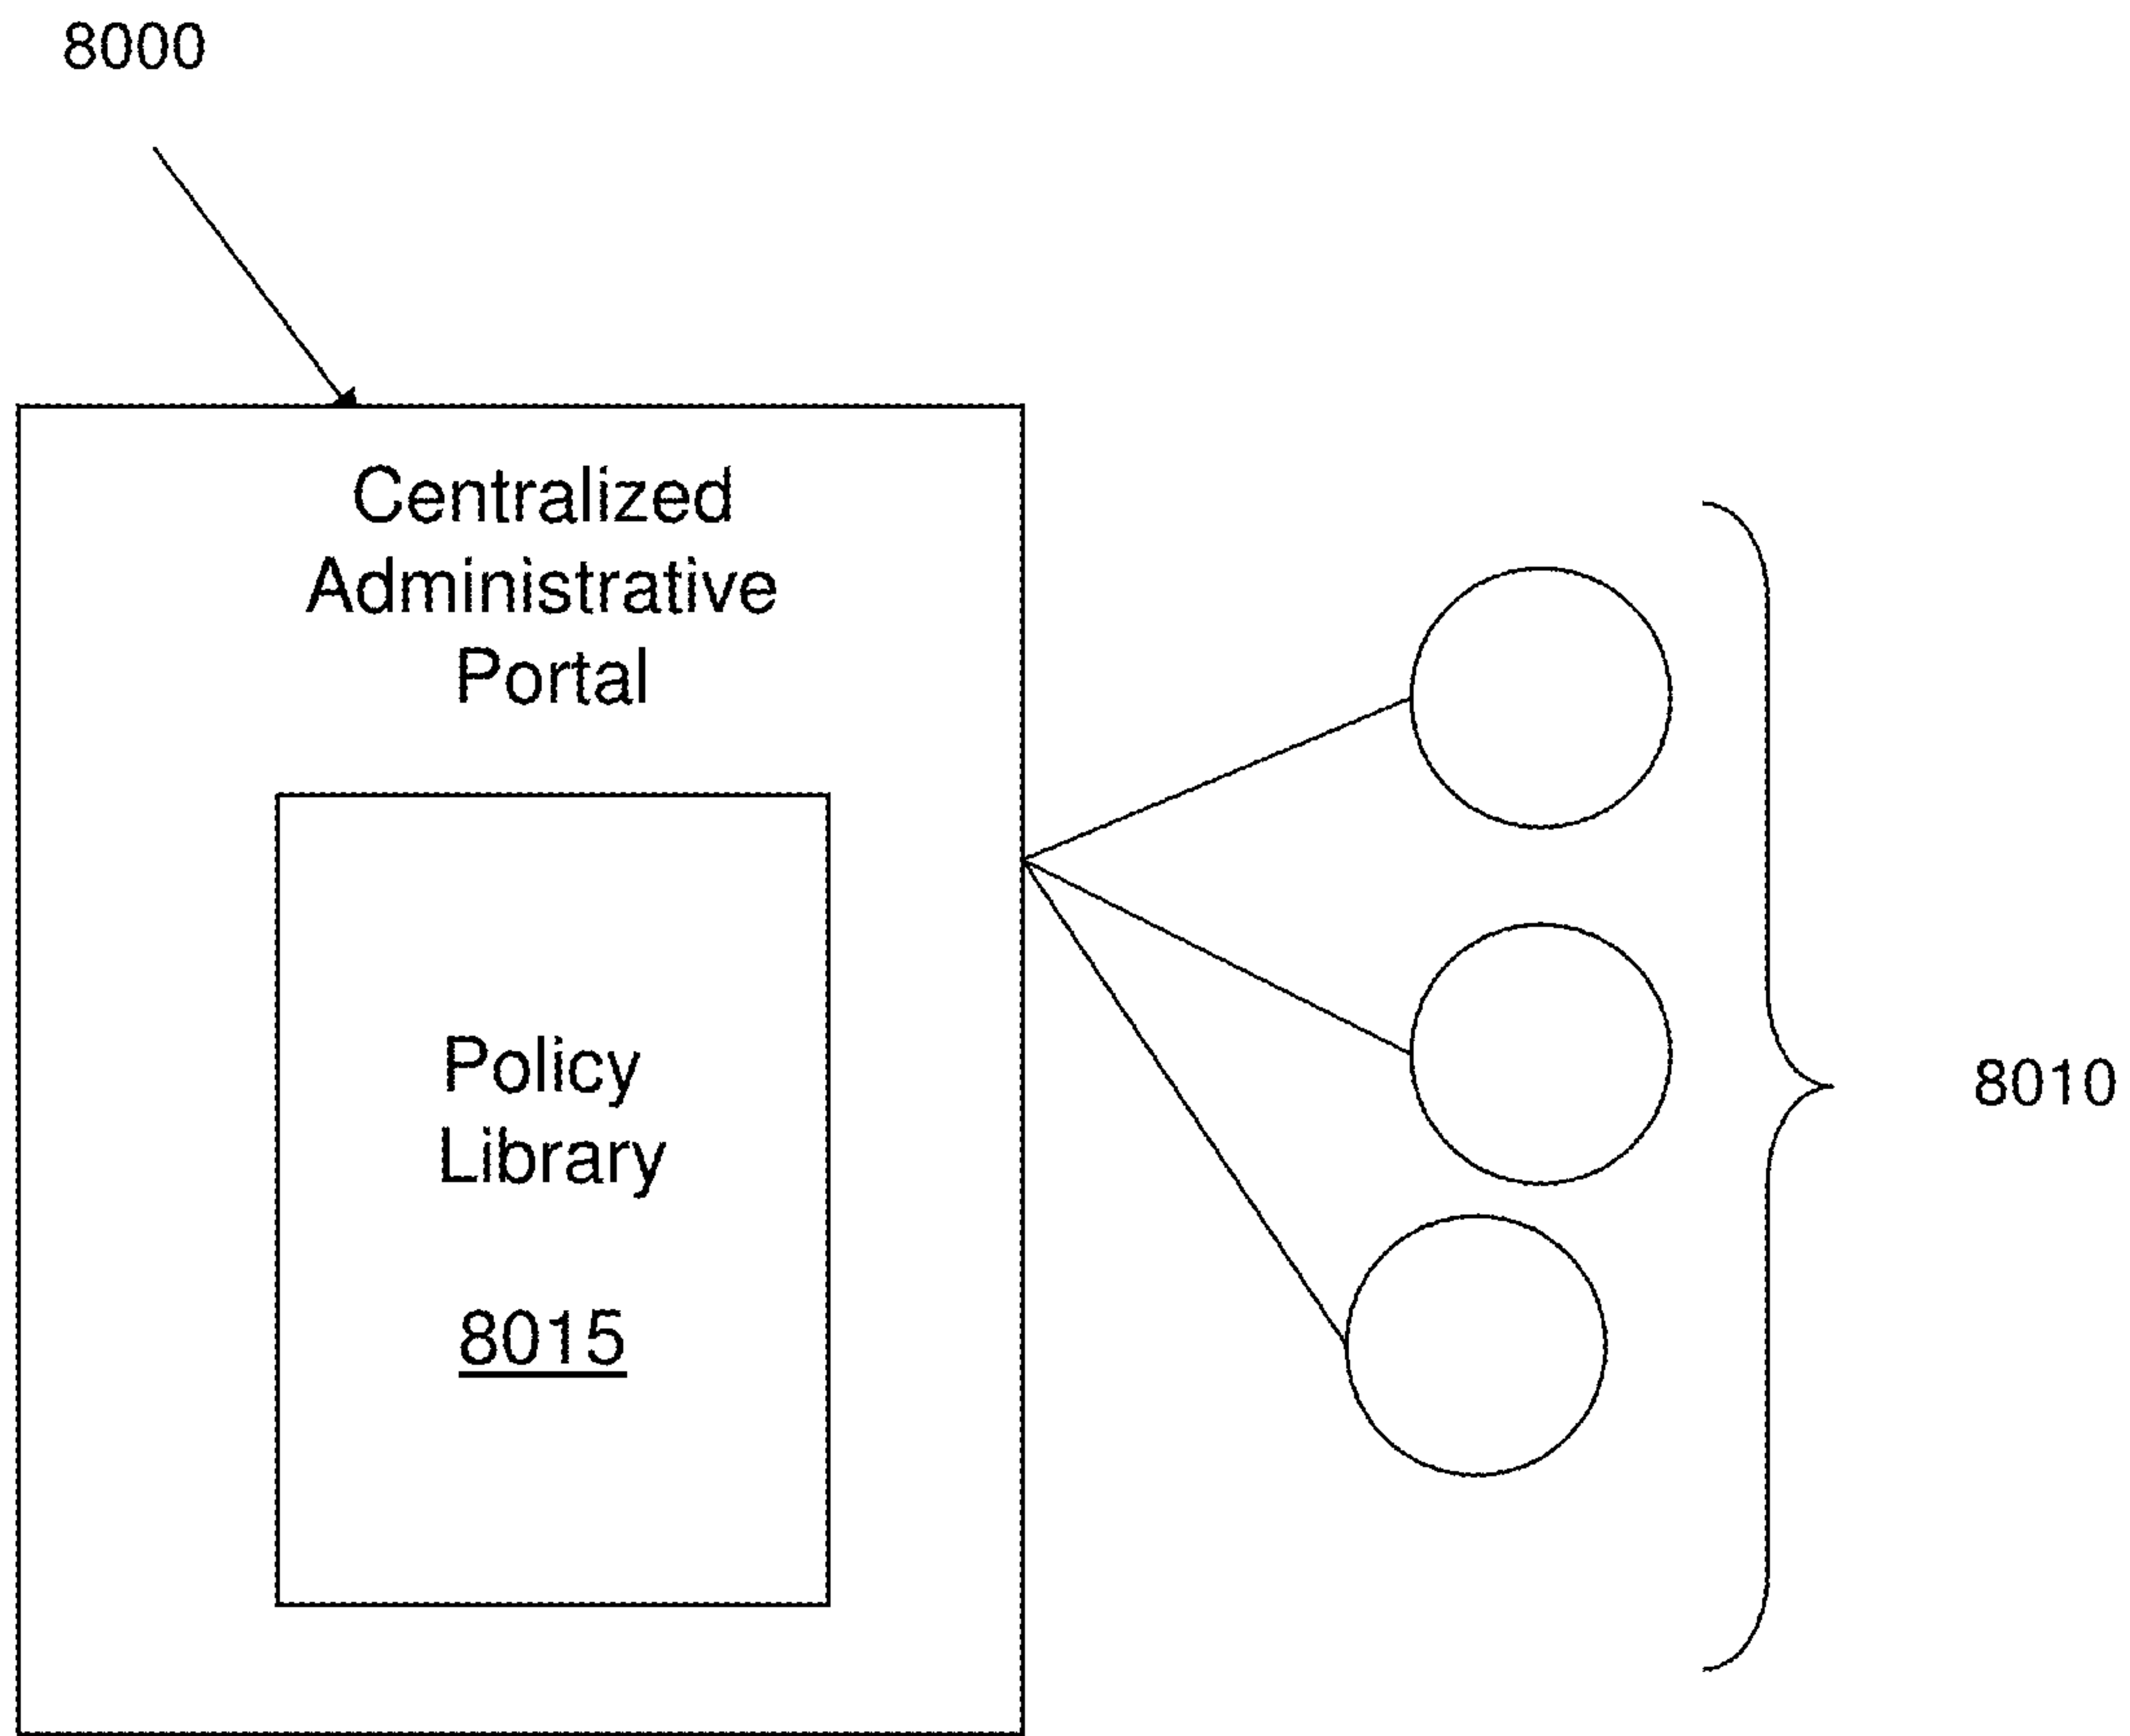 8000
Centralized
Administrative
Portal
Policy
Library
8015
8010